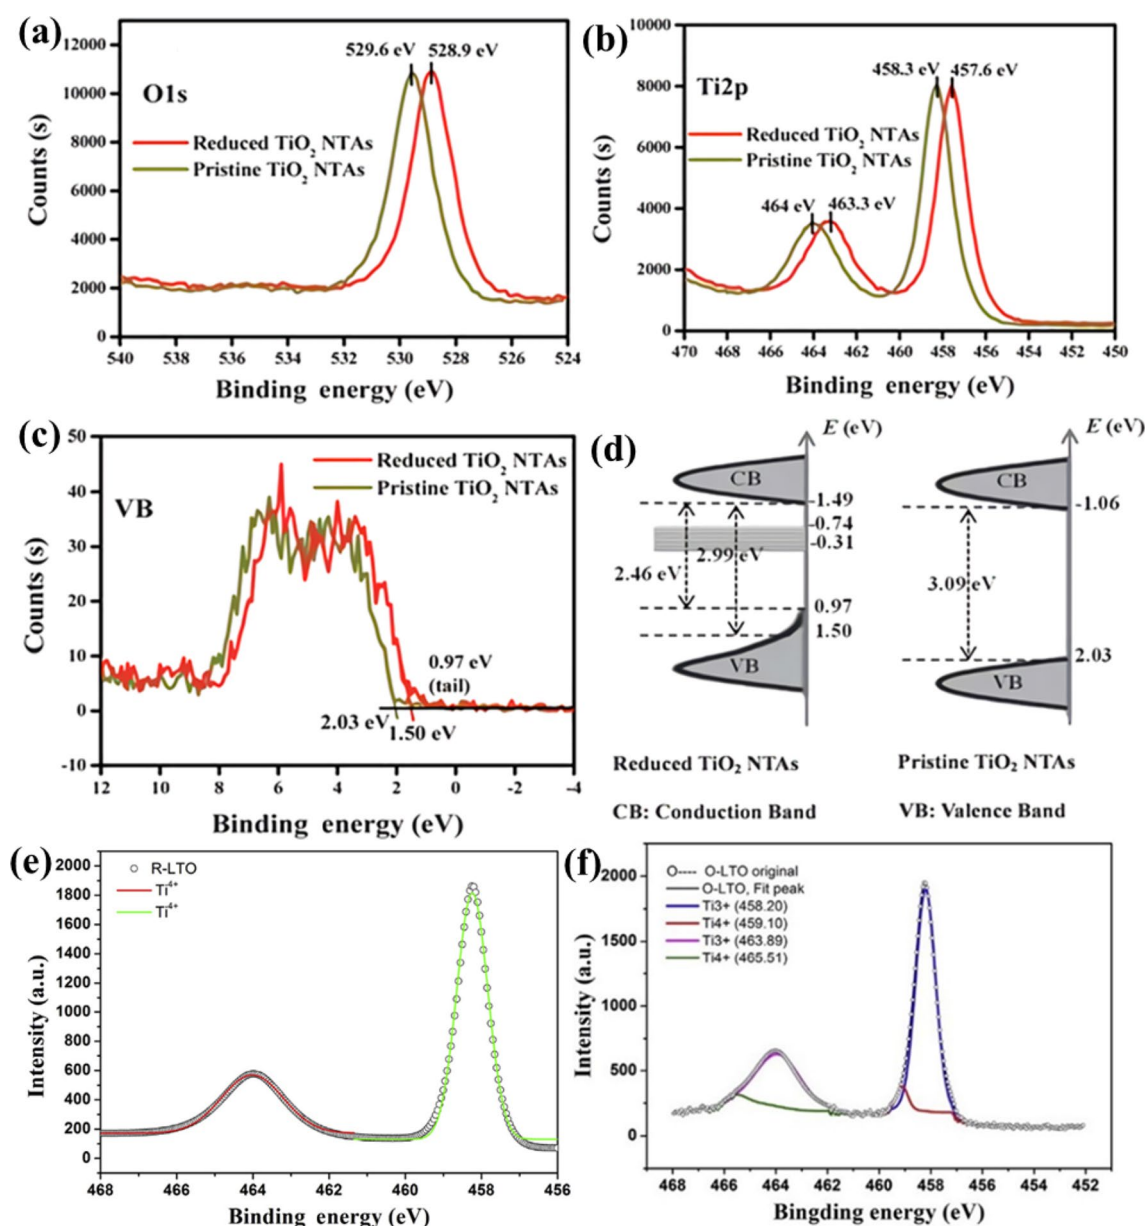 (a)
12000
10000
8000
6000
4000
2000
0
Counts (s)
O1s
529.6 eV
528.9 eV
Reduced TiO₂ NTAs
Pristine TiO₂ NTAs
540 538 536 534 532 530 528 526 524
Binding energy (eV)
(b)
10000
8000
6000
4000
2000
0
Counts (s)
Ti2p
458.3 eV
457.6 eV
Reduced TiO₂ NTAs
Pristine TiO₂ NTAs
464 eV
463.3 eV
470 468 466 464 462 460 458 456 454 452 450
Binding energy (eV)
(c)
50
40
30
20
10
0
-10
Counts (s)
VB
Reduced TiO₂ NTAs
Pristine TiO₂ NTAs
0.97 eV
(tail)
2.03 eV
1.50 eV
12 10 8 6 4 2 0 -2 -4
Binding energy (eV)
(d)
E (eV)
CB
-1.49
-0.74
-0.31
2.99 eV
2.46 eV
0.97
1.50
VB
Reduced TiO₂ NTAs
E (eV)
CB
-1.06
3.09 eV
2.03
VB
Pristine TiO₂ NTAs
CB: Conduction Band
VB: Valence Band
(e)
2000
1800
1600
1400
1200
1000
800
600
400
200
0
Intensity (a.u.)
R-LTO
Ti⁴⁺
Ti⁴⁺
468 466 464 462 460 458 456
Binding energy (eV)
(f)
2000
1500
1000
500
0
Intensity (a.u.)
O---- O-LTO original
O-LTO, Fit peak
Ti3+ (458.20)
Ti4+ (459.10)
Ti3+ (463.89)
Ti4+ (465.51)
468 466 464 462 460 458 456 454 452
Bingding energy (eV)